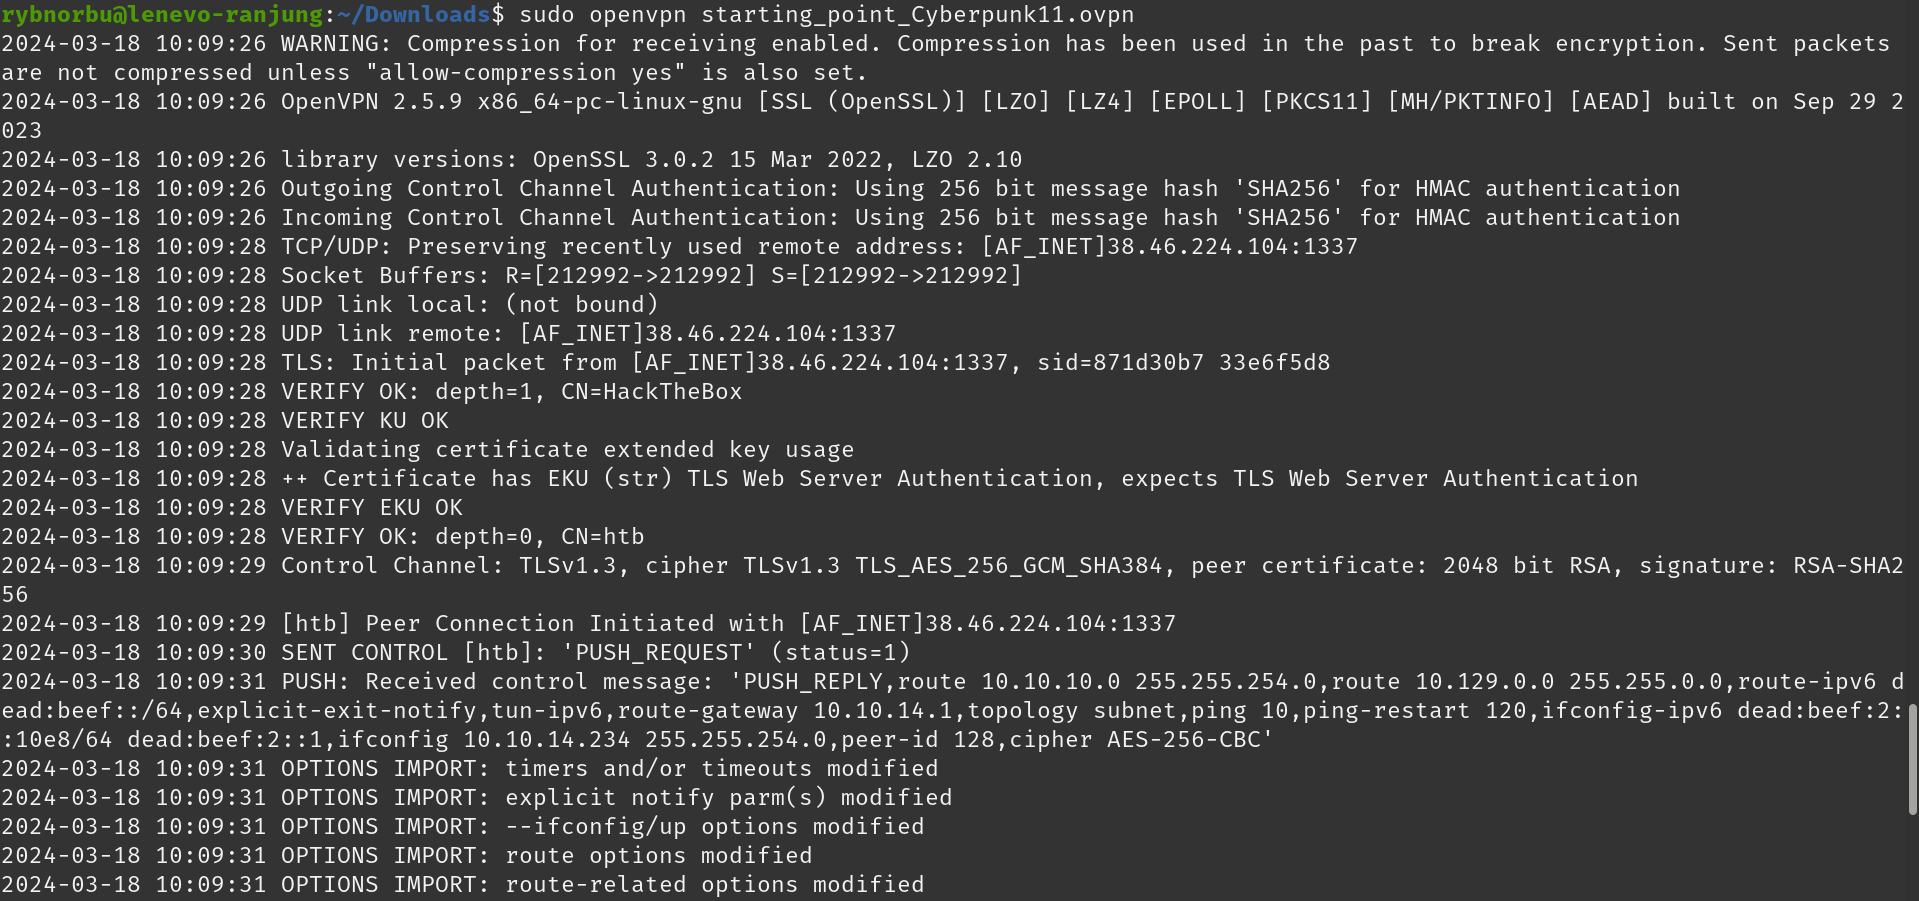 rybnorbu@lenevo-ranjung:~/Downloads$ sudo openvpn starting_point_Cyberpunk11.ovpn
2024-03-18 10:09:26 WARNING: Compression for receiving enabled. Compression has been used in the past to break encryption. Sent packets
are not compressed unless "allow-compression yes" is also set.
2024-03-18 10:09:26 OpenVPN 2.5.9 x86_64-pc-linux-gnu [SSL (OpenSSL)] [LZO] [LZ4] [EPOLL] [PKCS11] [MH/PKTINFO] [AEAD] built on Sep 29 2
023
2024-03-18 10:09:26 library versions: OpenSSL 3.0.2 15 Mar 2022, LZO 2.10
2024-03-18 10:09:26 Outgoing Control Channel Authentication: Using 256 bit message hash 'SHA256' for HMAC authentication
2024-03-18 10:09:26 Incoming Control Channel Authentication: Using 256 bit message hash 'SHA256' for HMAC authentication
2024-03-18 10:09:28 TCP/UDP: Preserving recently used remote address: [AF_INET]38.46.224.104:1337
2024-03-18 10:09:28 Socket Buffers: R=[212992->212992] S=[212992->212992]
2024-03-18 10:09:28 UDP link local: (not bound)
2024-03-18 10:09:28 UDP link remote: [AF_INET]38.46.224.104:1337
2024-03-18 10:09:28 TLS: Initial packet from [AF_INET]38.46.224.104:1337, sid=871d30b7 33e6f5d8
2024-03-18 10:09:28 VERIFY OK: depth=1, CN=HackTheBox
2024-03-18 10:09:28 VERIFY KU OK
2024-03-18 10:09:28 Validating certificate extended key usage
2024-03-18 10:09:28 ++ Certificate has EKU (str) TLS Web Server Authentication, expects TLS Web Server Authentication
2024-03-18 10:09:28 VERIFY EKU OK
2024-03-18 10:09:28 VERIFY OK: depth=0, CN=htb
2024-03-18 10:09:29 Control Channel: TLSv1.3, cipher TLSv1.3 TLS_AES_256_GCM_SHA384, peer certificate: 2048 bit RSA, signature: RSA-SHA2
56
2024-03-18 10:09:29 [htb] Peer Connection Initiated with [AF_INET]38.46.224.104:1337
2024-03-18 10:09:30 SENT CONTROL [htb]: 'PUSH_REQUEST' (status=1)
2024-03-18 10:09:31 PUSH: Received control message: 'PUSH_REPLY,route 10.10.10.0 255.255.254.0,route 10.129.0.0 255.255.0.0,route-ipv6 d
ead:beef::/64,explicit-exit-notify,tun-ipv6,route-gateway 10.10.14.1,topology subnet,ping 10,ping-restart 120,ifconfig-ipv6 dead:beef:2:
:10e8/64 dead:beef:2::1,ifconfig 10.10.14.234 255.255.254.0,peer-id 128,cipher AES-256-CBC'
2024-03-18 10:09:31 OPTIONS IMPORT: timers and/or timeouts modified
2024-03-18 10:09:31 OPTIONS IMPORT: explicit notify parm(s) modified
2024-03-18 10:09:31 OPTIONS IMPORT: --ifconfig/up options modified
2024-03-18 10:09:31 OPTIONS IMPORT: route options modified
2024-03-18 10:09:31 OPTIONS IMPORT: route-related options modified